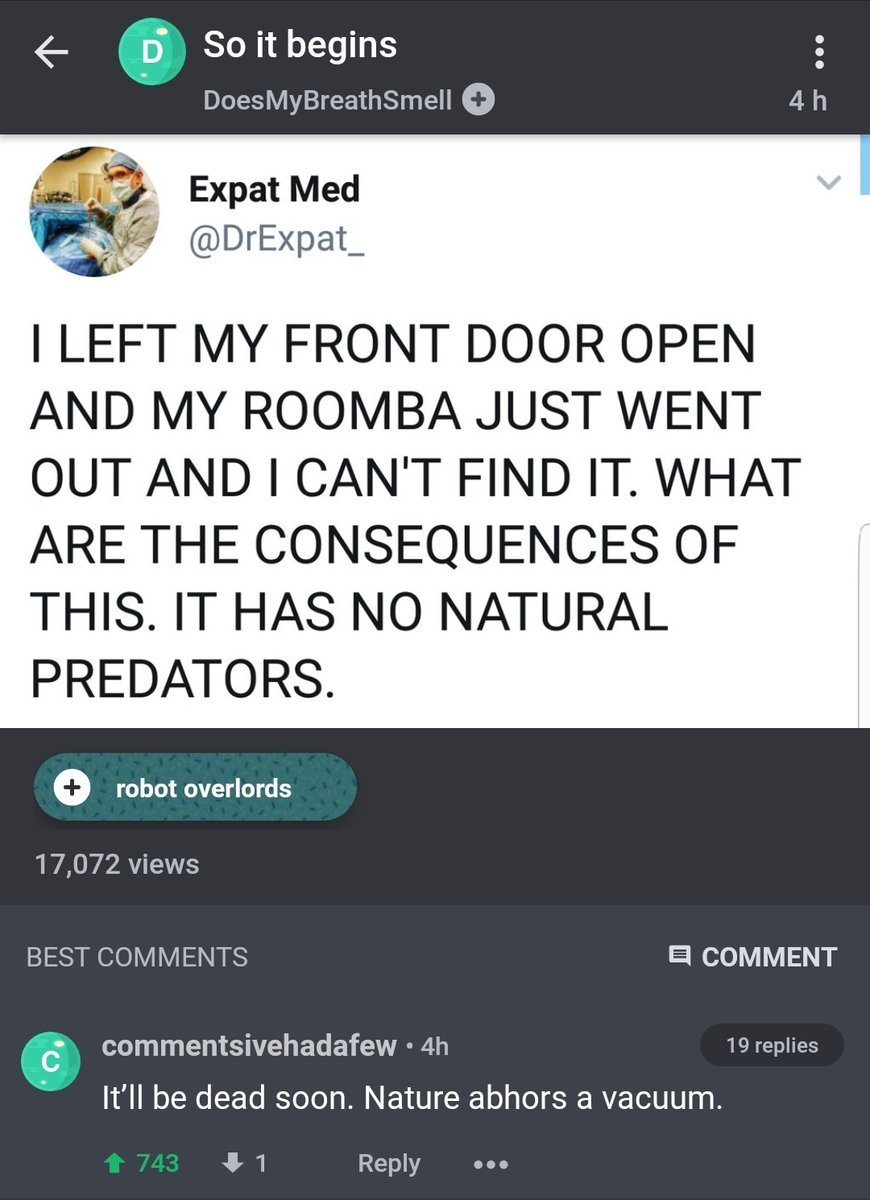 D
So it begins
DoesMyBreathSmell
4 h
Expat Med
@DrExpat_
I LEFT MY FRONT DOOR OPEN
AND MY ROOMBA JUST WENT
OUT AND I CAN'T FIND IT. WHAT
ARE THE CONSEQUENCES OF
THIS. IT HAS NO NATURAL
PREDATORS.
robot overlords
17,072 views
BEST COMMENTS
COMMENT
C
commentsivehadafew • 4h
19 replies
It’ll be dead soon. Nature abhors a vacuum.
743 1 Reply